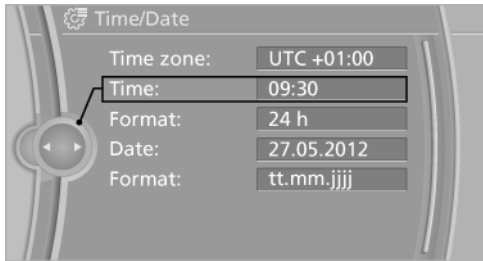 Time/Date
Time zone: UTC +01:00
Time: 09:30
Format: 24 h
Date: 27.05.2012
Format: tt.mm.jjjj